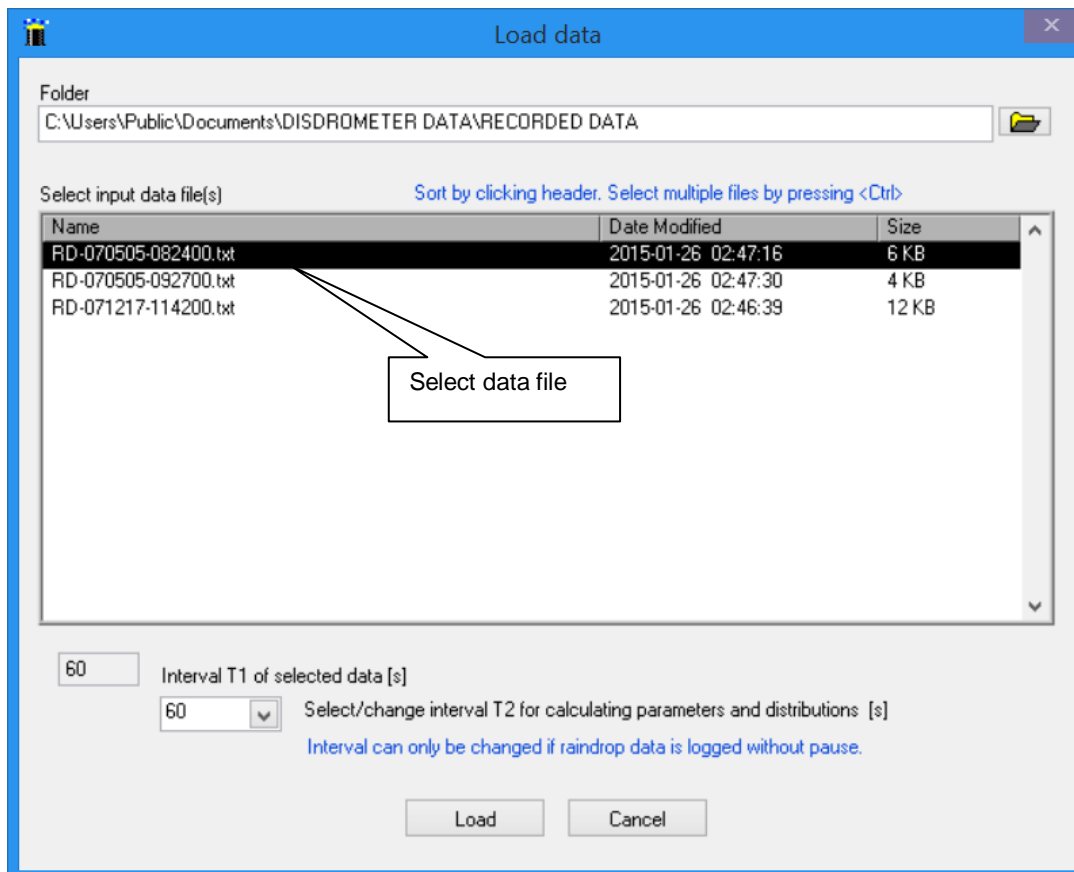 Load data
Folder
C:\Users\Public\Documents\DISDROMETER DATA\RECORDED DATA
Select input data file(s) Sort by clicking header. Select multiple files by pressing <Ctrl>
Name Date Modified Size
RD-070505-082400.txt 2015-01-26 02:47:16 6 KB
RD-070505-092700.txt 2015-01-26 02:47:30 4 KB
RD-071217-114200.txt 2015-01-26 02:46:39 12 KB
Select data file
60 Interval T1 of selected data [s]
60 Select/change interval T2 for calculating parameters and distributions [s]
Interval can only be changed if raindrop data is logged without pause.
Load Cancel